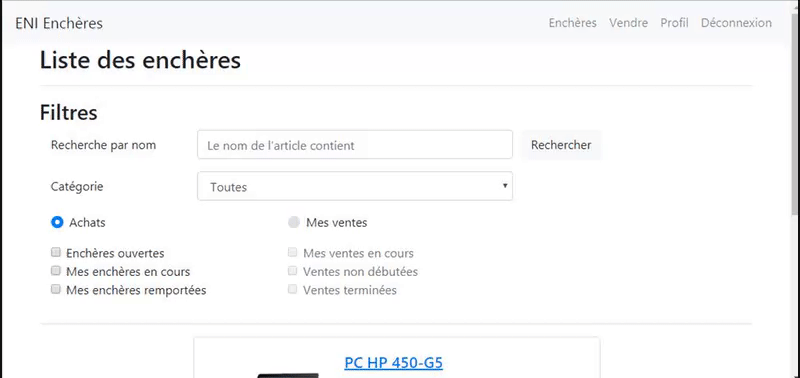 ENI Enchères
Enchères Vendre Profil Déconnexion
Liste des enchères
Filtres
Recherche par nom Le nom de l'article contient Rechercher
Catégorie Toutes
Achats Mes ventes
Enchères ouvertes Mes ventes en cours
Mes enchères en cours Ventes non débutées
Mes enchères remportées Ventes terminées
PC HP 450-G5